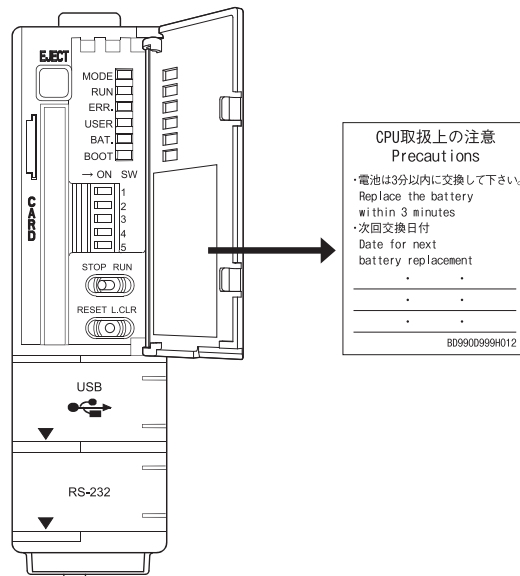 EJECT
MODE
RUN
ERR.
USER
BAT.
BOOT
→ ON SW
1
2
3
4
5
CARD
STOP RUN
RESET L.CLR
USB
RS-232
CPU取扱上の注意
Precautions
・電池は3分以内に交換して下さい。
Replace the battery
within 3 minutes
・次回交換日付
Date for next
battery replacement
・ ・
・ ・
・ ・
BD990D999H012